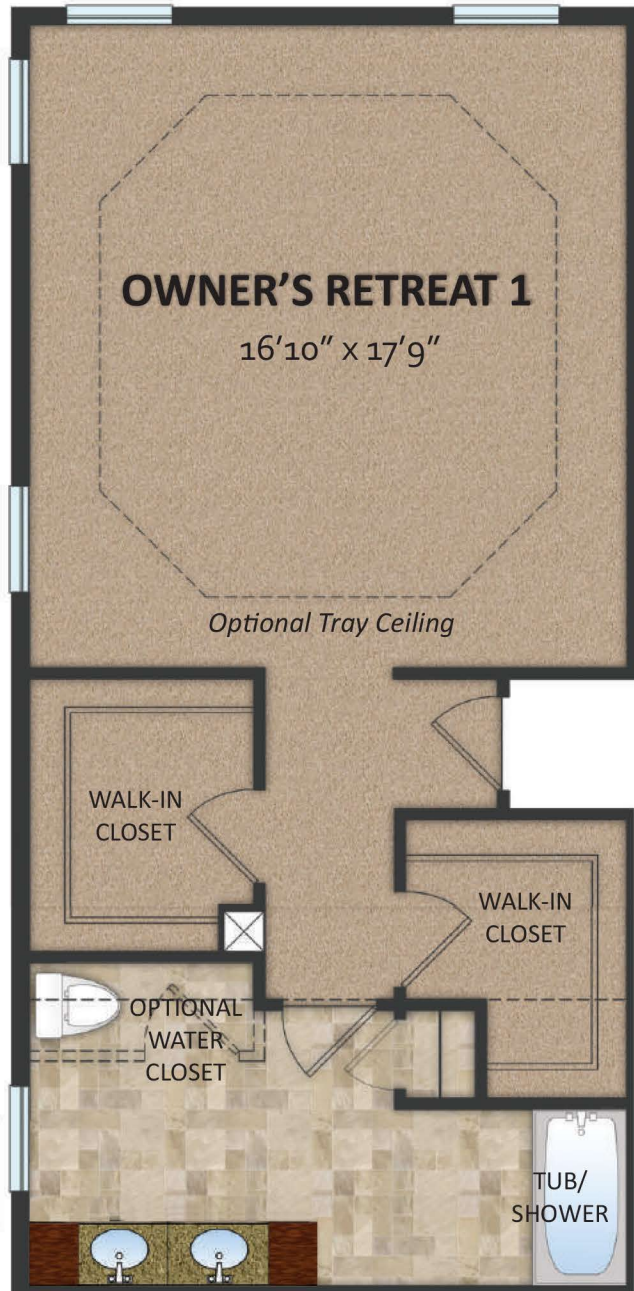 OWNER’S RETREAT 1
16’10” x 17’9”
Optional Tray Ceiling
WALK-IN
CLOSET
WALK-IN
CLOSET
OPTIONAL
WATER
CLOSET
TUB/
SHOWER